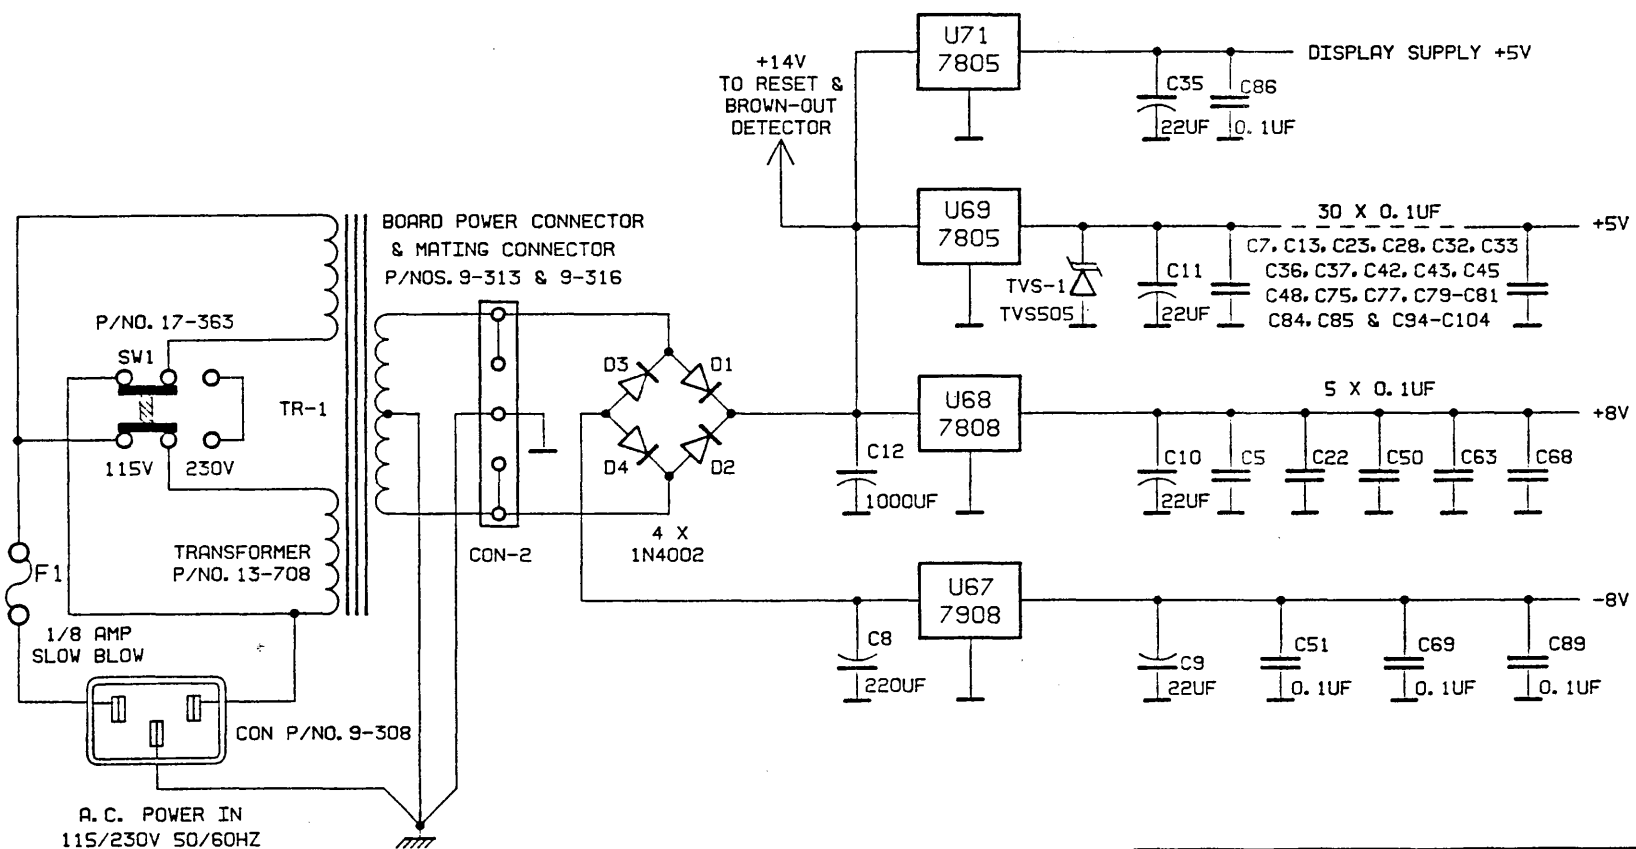 U71
7805
DISPLAY SUPPLY +5V
+14V
TO RESET &
BROWN-OUT
DETECTOR
C35
22UF
C86
0.1UF
U69
7805
30 X 0.1UF
+5V
C7, C13, C23, C28, C32, C33
C36, C37, C42, C43, C45
C48, C75, C77, C79-C81
C84, C85 & C94-C104
TVS-1
TVS505
C11
22UF
BOARD POWER CONNECTOR
& MATING CONNECTOR
P/NOS. 9-313 & 9-316
P/NO. 17-363
SW1
115V
230V
TR-1
TRANSFORMER
P/NO. 13-708
F1
1/8 AMP
SLOW BLOW
CON P/NO. 9-308
A.C. POWER IN
115/230V 50/60HZ
CON-2
D3
D1
D4
D2
4 X
1N4002
C12
1000UF
U68
7808
5 X 0.1UF
+8V
C10
22UF
C5
C22
C50
C63
C68
U67
7908
-8V
C8
220UF
C9
22UF
C51
0.1UF
C69
0.1UF
C89
0.1UF